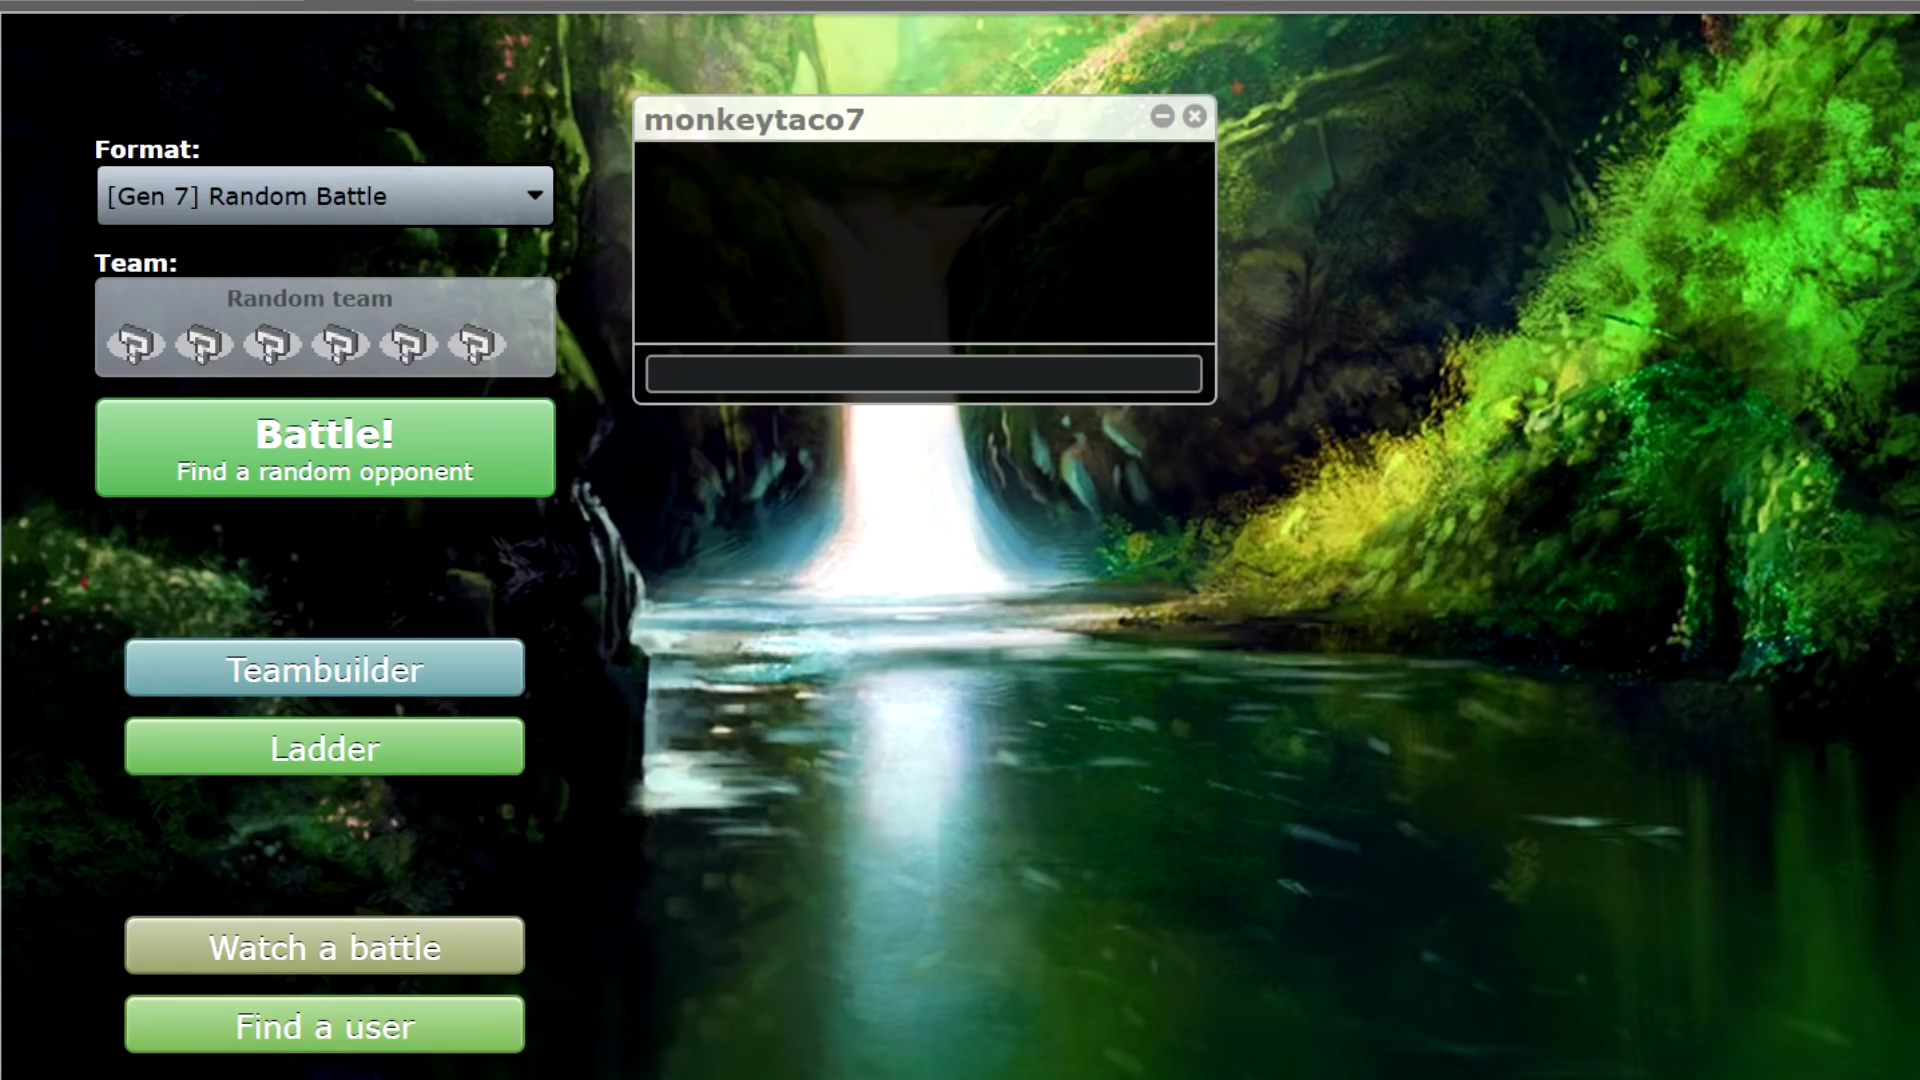 monkeytaco7
Format:
[Gen 7] Random Battle
Team:
Random team
Battle!
Find a random opponent
Teambuilder
Ladder
Watch a battle
Find a user